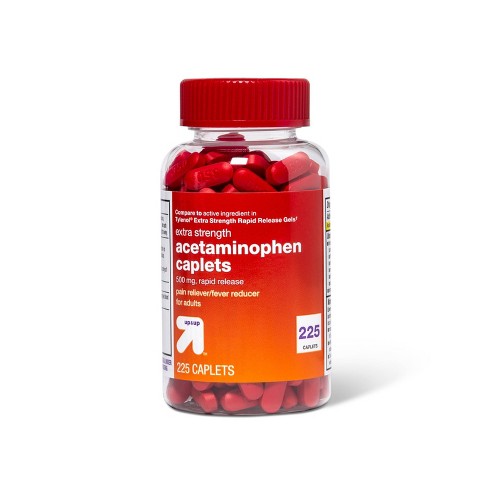 Compare to active ingredient in
Tylenol® Extra Strength Rapid Release Gels†
extra strength
acetaminophen
caplets
500 mg, rapid release
pain reliever/fever reducer
for adults
up&up
225
CAPLETS
225 CAPLETS